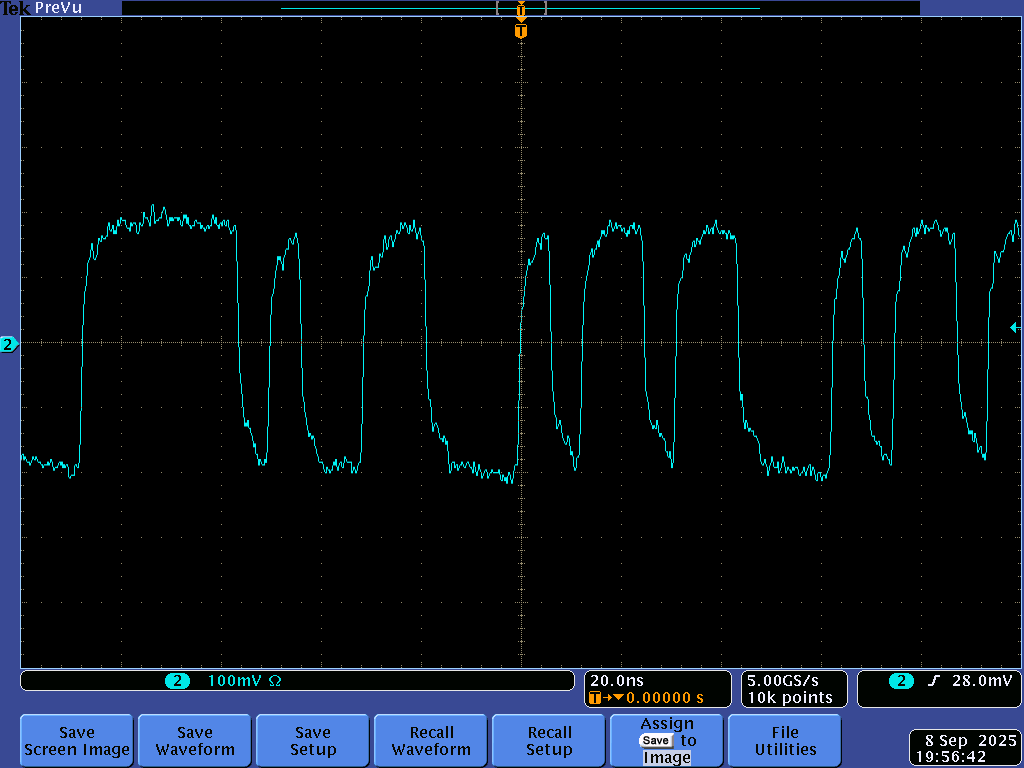 Tek PreVu
T
T
2
2 100mV Ω
20.0ns
T→▼0.00000 s
5.00GS/s
10k points
2 28.0mV
Save
Screen Image
Save
Waveform
Save
Setup
Recall
Waveform
Recall
Setup
Assign
Save to
Image
File
Utilities
8 Sep 2025
19:56:42